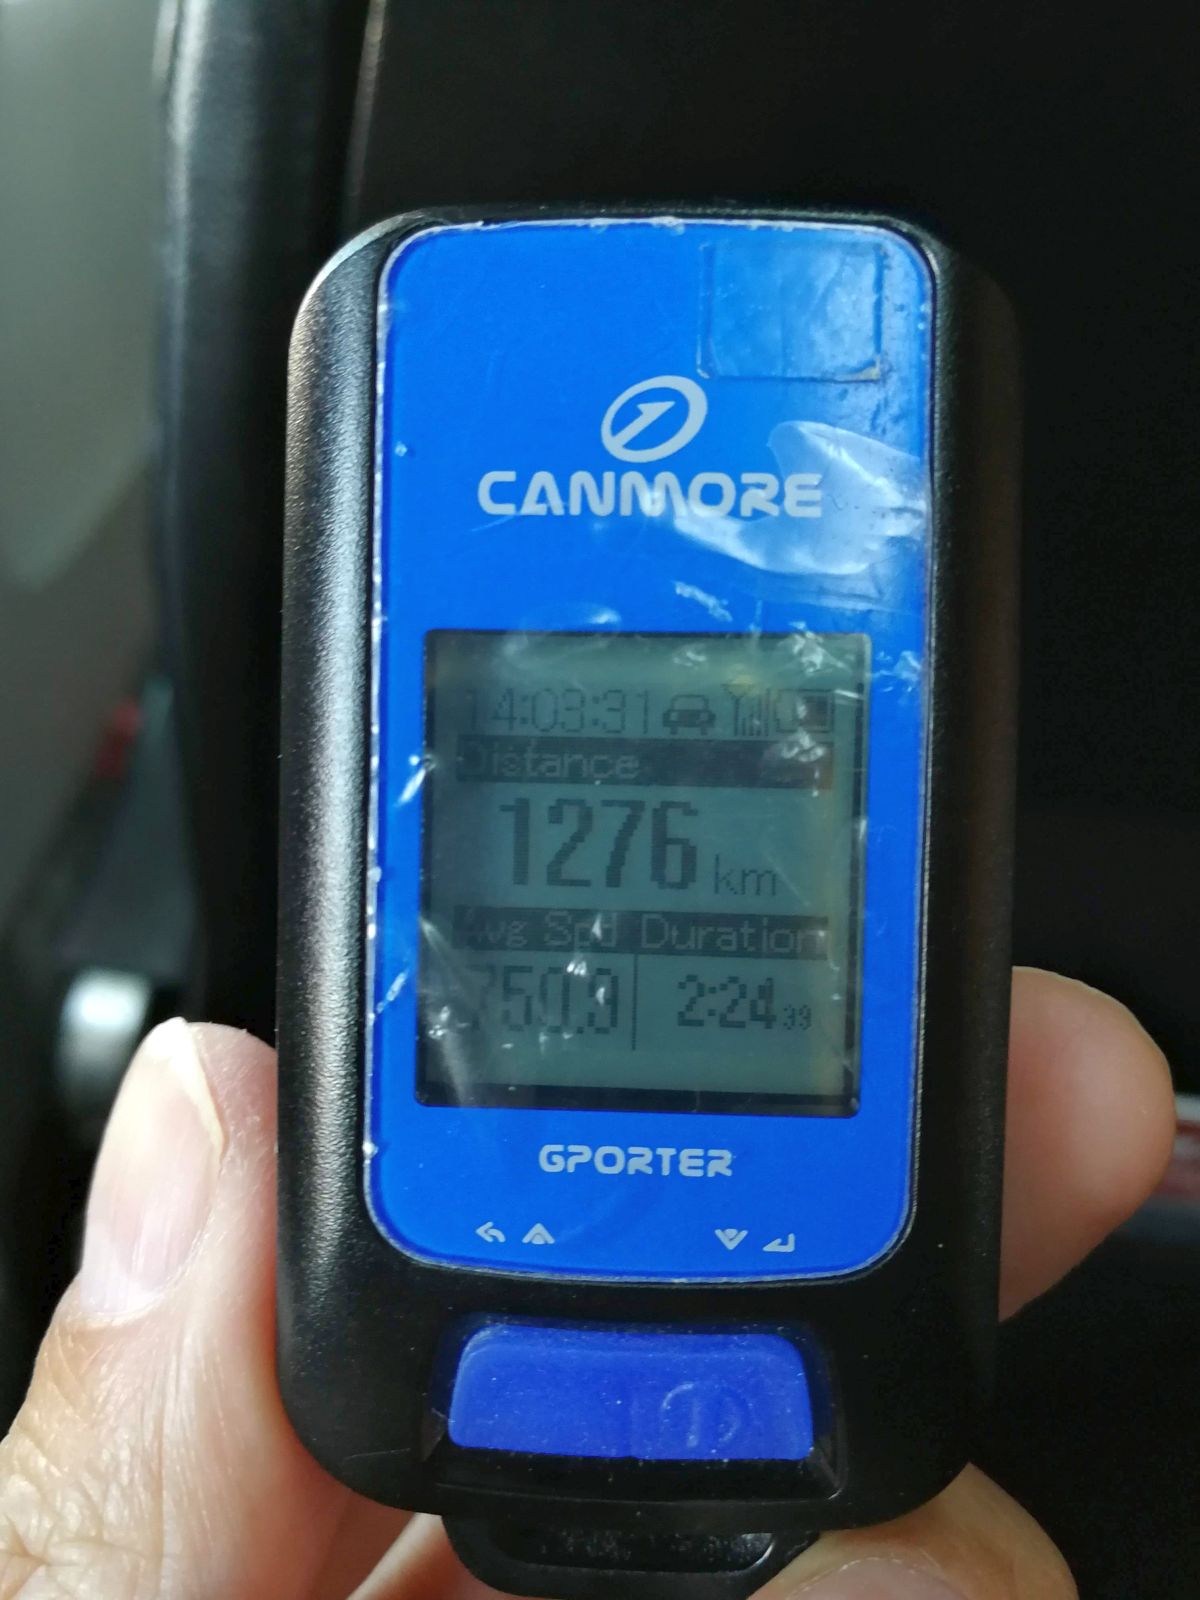 CANMORE
14:03:31
Distance
1276 km
Avg Spd Duration
750.9 2:24 39
GPORTER